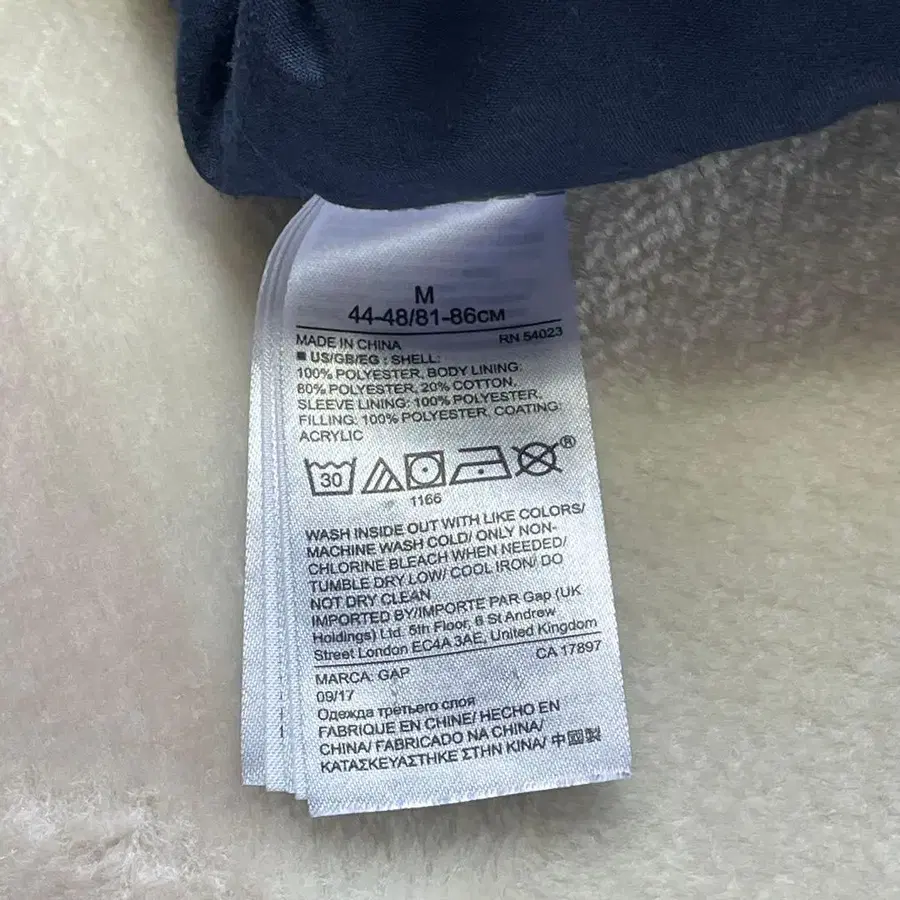 M
44-48/81-86CM
MADE IN CHINA RN 54023
■ US/GB/EG : SHELL:
100% POLYESTER, BODY LINING:
80% POLYESTER, 20% COTTON,
SLEEVE LINING: 100% POLYESTER,
FILLING: 100% POLYESTER, COATING:
ACRYLIC
30 ®
1166
WASH INSIDE OUT WITH LIKE COLORS/
MACHINE WASH COLD/ ONLY NON-
CHLORINE BLEACH WHEN NEEDED/
TUMBLE DRY LOW/ COOL IRON/ DO
NOT DRY CLEAN
IMPORTED BY/IMPORTE PAR Gap (UK
Holdings) Ltd. 5th Floor, 6 St Andrew
Street London EC4A 3AE, United Kingdom
CA 17897
MARCA: GAP
09/17
Одежда третьего слоя
FABRIQUE EN CHINE/ HECHO EN
CHINA/ FABRICADO NA CHINA/
ΚΑΤΑΣΚΕΥΑΣΤΗΚΕ ΣΤΗΝ ΚΙΝΑ/ 中國製